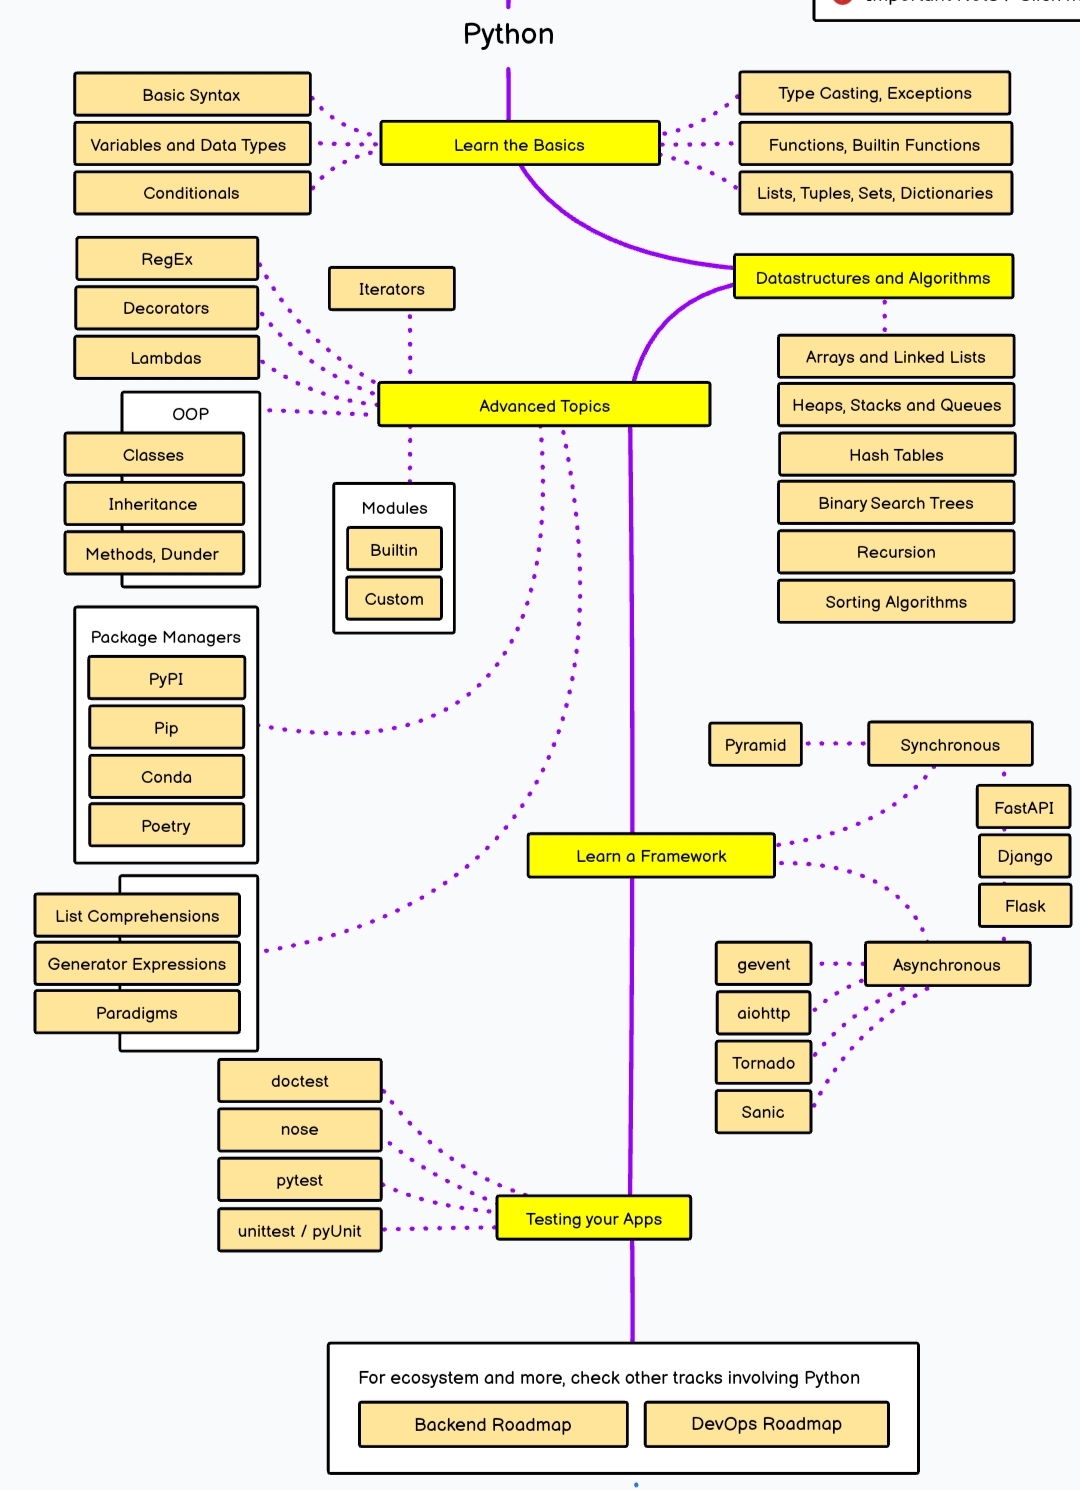 Python
Basic Syntax
Variables and Data Types
Conditionals
Learn the Basics
Type Casting, Exceptions
Functions, Builtin Functions
Lists, Tuples, Sets, Dictionaries
Datastructures and Algorithms
Arrays and Linked Lists
Heaps, Stacks and Queues
Hash Tables
Binary Search Trees
Recursion
Sorting Algorithms
RegEx
Decorators
Lambdas
Iterators
Advanced Topics
OOP
Classes
Inheritance
Methods, Dunder
Modules
Builtin
Custom
Package Managers
PyPI
Pip
Conda
Poetry
List Comprehensions
Generator Expressions
Paradigms
Learn a Framework
Pyramid
Synchronous
FastAPI
Django
Flask
Asynchronous
gevent
aiohttp
Tornado
Sanic
doctest
nose
pytest
unittest / pyUnit
Testing your Apps
For ecosystem and more, check other tracks involving Python
Backend Roadmap
DevOps Roadmap